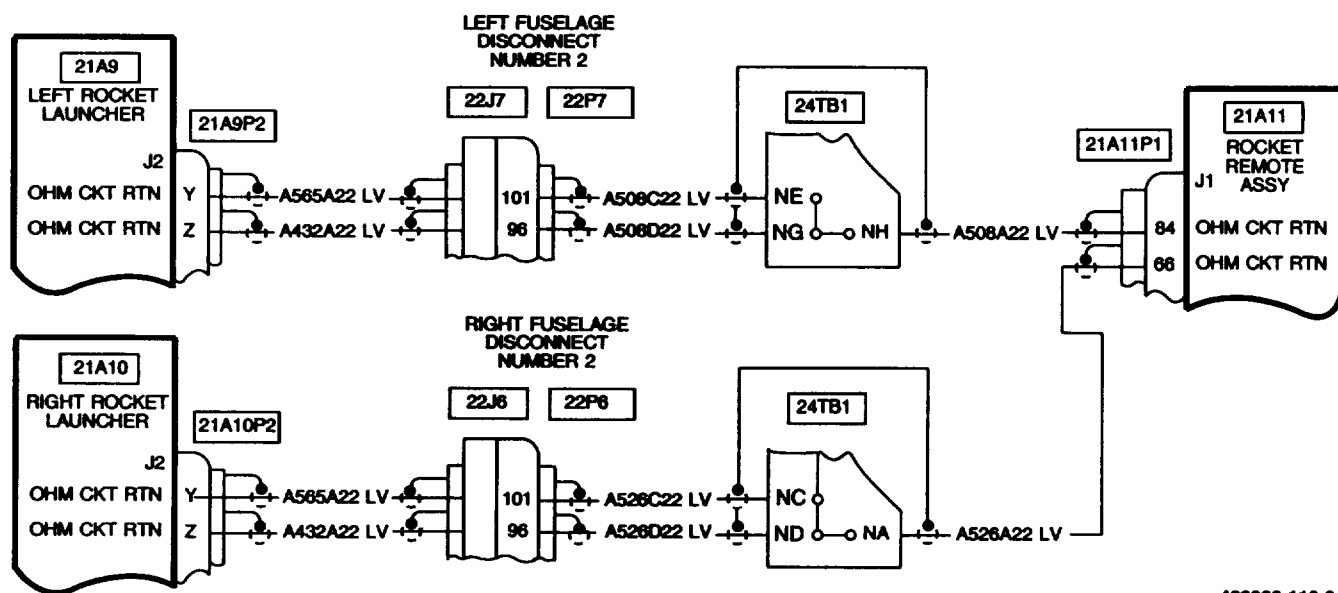 LEFT FUSELAGE
DISCONNECT
NUMBER 2
21A9
LEFT ROCKET
LAUNCHER
21A9P2
22J7
22P7
24TB1
21A11P1
21A11
ROCKET
REMOTE
ASSY
J2
J1
OHM CKT RTN Y A565A22 LV 101 A508C22 LV NE
OHM CKT RTN Z A432A22 LV 96 A508D22 LV NG NH A508A22 LV 84 OHM CKT RTN
66 OHM CKT RTN
RIGHT FUSELAGE
DISCONNECT
NUMBER 2
21A10
RIGHT ROCKET
LAUNCHER
21A10P2
22J6
22P6
24TB1
J2
OHM CKT RTN Y A565A22 LV 101 A526C22 LV NC
OHM CKT RTN Z A432A22 LV 96 A526D22 LV ND NA A526A22 LV